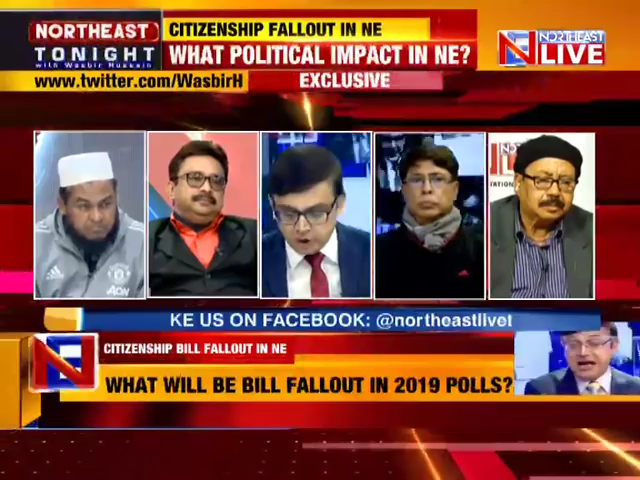 NORTHEAST
TONIGHT
with Wasbir Hussain
www.twitter.com/WasbirH
CITIZENSHIP FALLOUT IN NE
WHAT POLITICAL IMPACT IN NE?
EXCLUSIVE
NORTHEAST
LIVE
AON
KE US ON FACEBOOK: @northeastlivet
CITIZENSHIP BILL FALLOUT IN NE
WHAT WILL BE BILL FALLOUT IN 2019 POLLS?